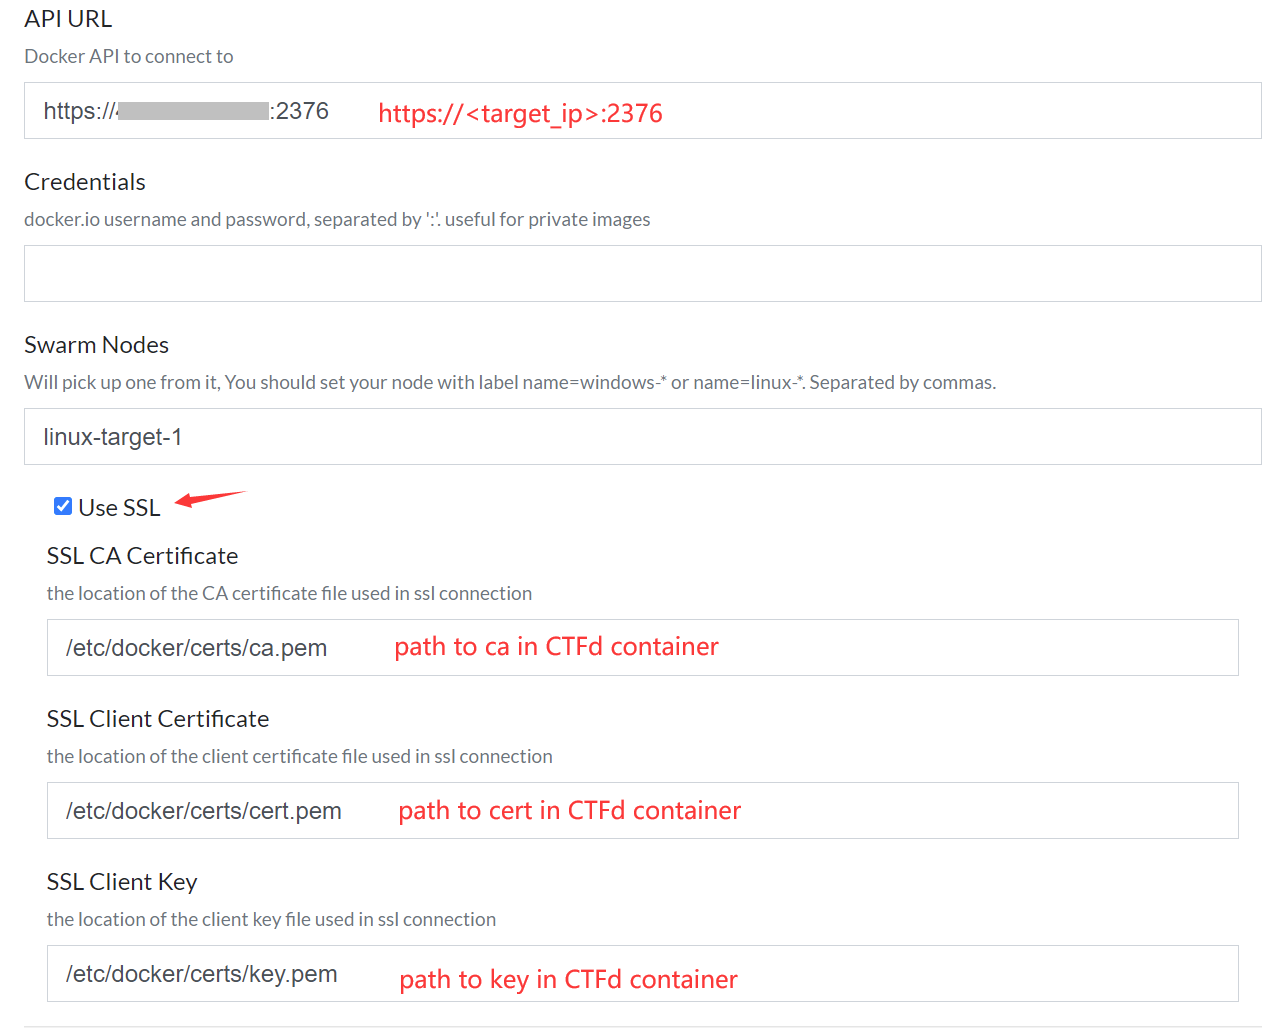 API URL
Docker API to connect to
https:// :2376 https://<target_ip>:2376
Credentials
docker.io username and password, separated by ':'. useful for private images
Swarm Nodes
Will pick up one from it, You should set your node with label name=windows-* or name=linux-*. Separated by commas.
linux-target-1
Use SSL
SSL CA Certificate
the location of the CA certificate file used in ssl connection
/etc/docker/certs/ca.pem path to ca in CTFd container
SSL Client Certificate
the location of the client certificate file used in ssl connection
/etc/docker/certs/cert.pem path to cert in CTFd container
SSL Client Key
the location of the client key file used in ssl connection
/etc/docker/certs/key.pem path to key in CTFd container